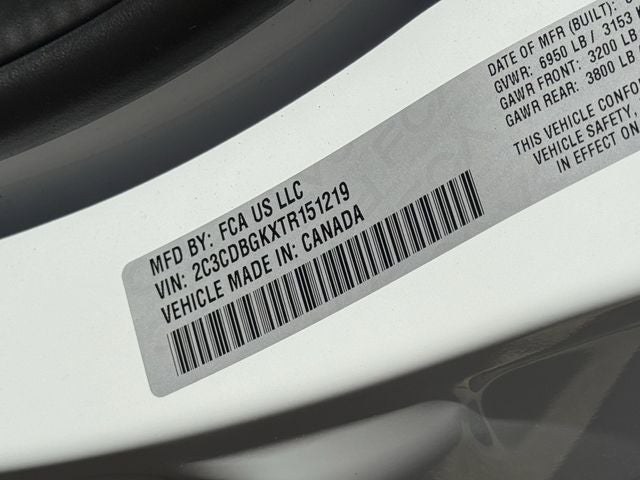 MFD BY: FCA US LLC
VIN: 2C3CDBGKXTR151219
VEHICLE MADE IN: CANADA
DATE OF MFR (BUILT):
GVWR: 6950 LB / 3153
GAWR FRONT: 3200 LB
GAWR REAR: 3800 LB
THIS VEHICLE
VEHICLE SAFETY,
IN EFFECT ON